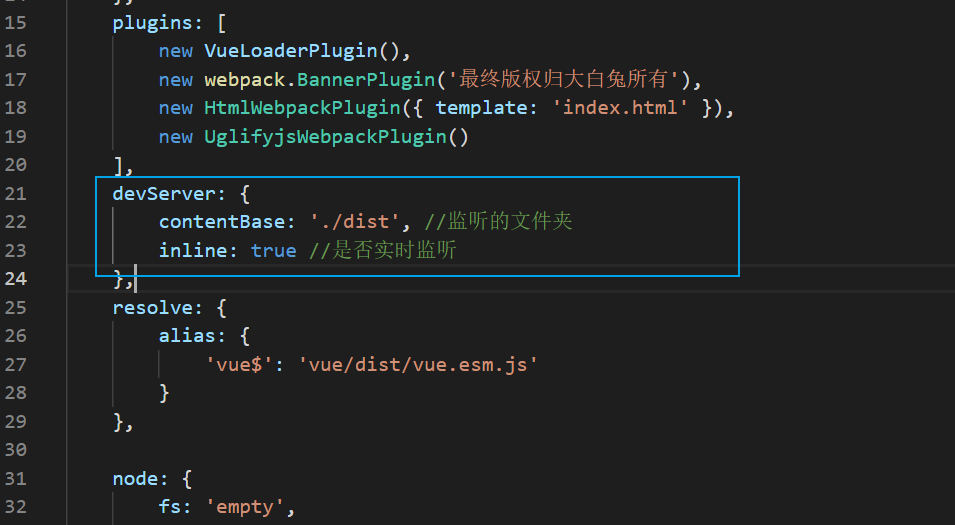 15 plugins: [
16 new VueLoaderPlugin(),
17 new webpack.BannerPlugin('最终版权归大白兔所有'),
18 new HtmlWebpackPlugin({ template: 'index.html' }),
19 new UglifyjsWebpackPlugin()
20 ],
21 devServer: {
22 contentBase: './dist', //监听的文件夹
23 inline: true //是否实时监听
24 },
25 resolve: {
26 alias: {
27 'vue$': 'vue/dist/vue.esm.js'
28 }
29 },
30
31 node: {
32 fs: 'empty',